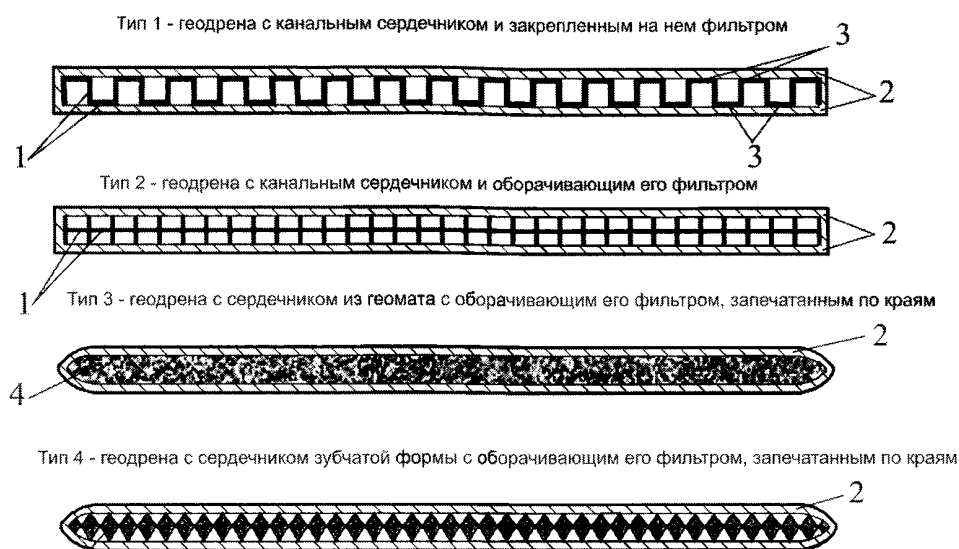 Тип 1 - геодрена с канальным сердечником и закрепленным на нем фильтром
3
2
1
3
Тип 2 - геодрена с канальным сердечником и оборачивающим его фильтром
2
1
Тип 3 - геодрена с сердечником из геомата с оборачивающим его фильтром, запечатанным по краям
2
4
Тип 4 - геодрена с сердечником зубчатой формы с оборачивающим его фильтром, запечатанным по краям
2